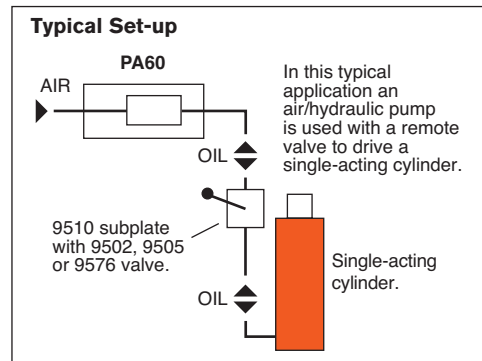 Typical Set-up
PA60
AIR
In this typical
application an
air/hydraulic pump
is used with a remote
valve to drive a
single-acting cylinder.
OIL
9510 subplate
with 9502, 9505
or 9576 valve.
Single-acting
cylinder.
OIL